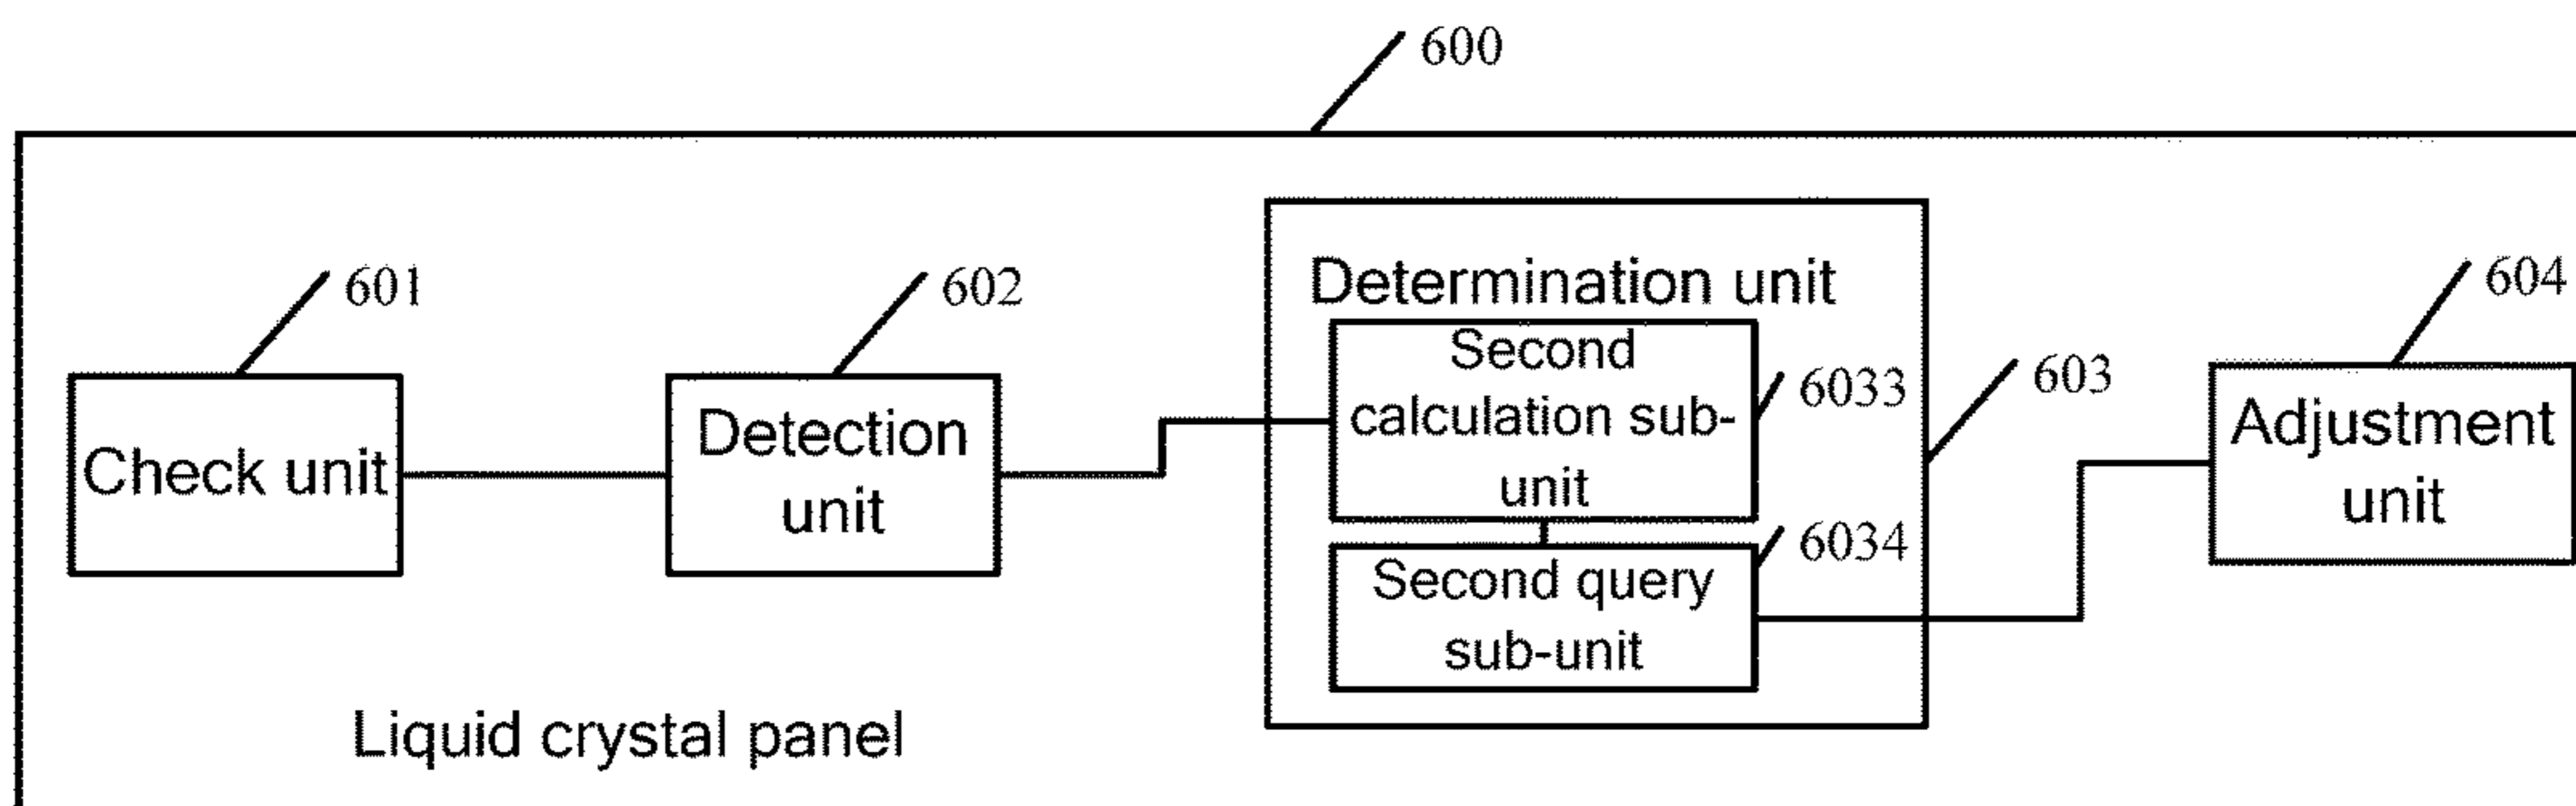 600
601
602
Determination unit
604
603
Second
calculation sub-
unit
6033
Check unit
Detection
unit
Adjustment
unit
6034
Second query
sub-unit
Liquid crystal panel